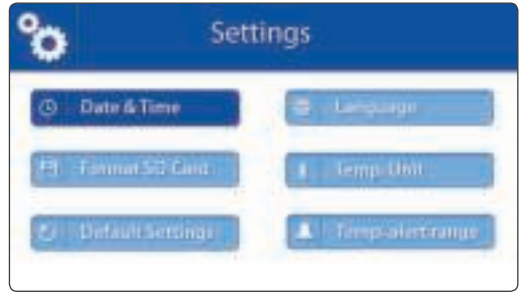 Settings
Date & Time
Language
Format SD Card
Temp-Unit
Default Settings
Temp-alert range